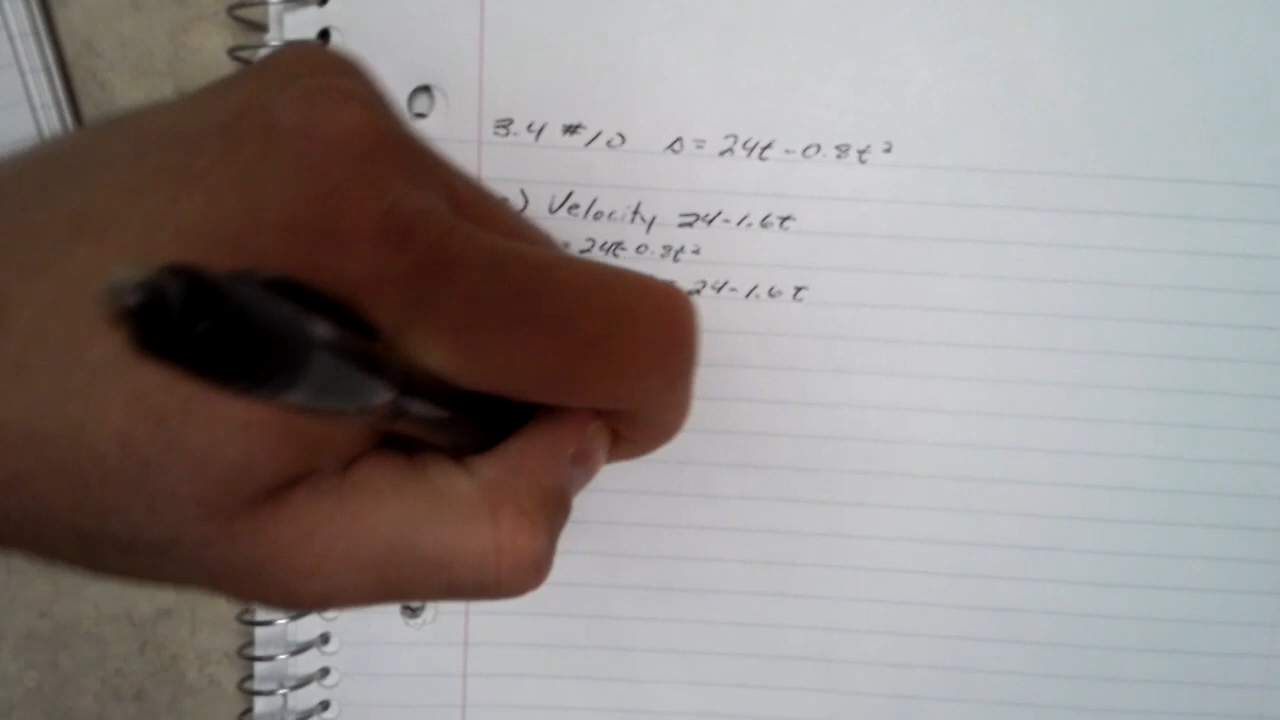 3.4 #10 s = 24t - 0.8t²
) Velocity 24-1.6t
= 24t-0.8t²
= 24-1.6t